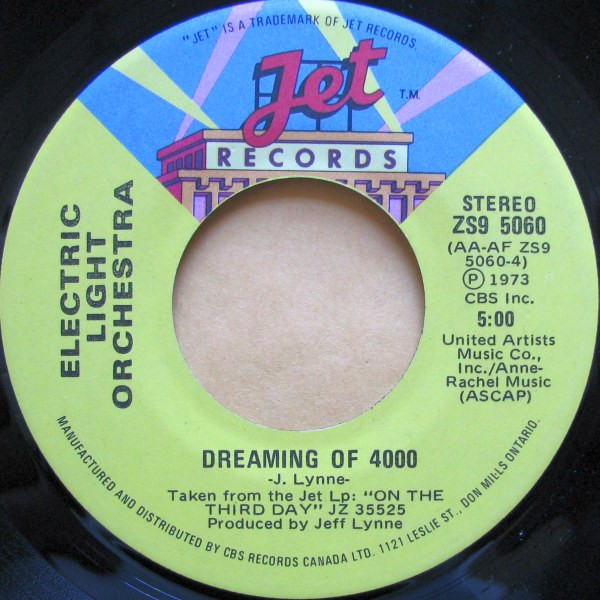 "JET" IS A TRADEMARK OF JET RECORDS.
Jet
T.M.
RECORDS
ELECTRIC
LIGHT
ORCHESTRA
STEREO
ZS9 5060
(AA-AF ZS9
5060-4)
Ⓟ 1973
CBS Inc.
5:00
United Artists
Music Co.,
Inc./Anne-
Rachel Music
(ASCAP)
DREAMING OF 4000
-J. Lynne-
Taken from the Jet Lp: "ON THE
THIRD DAY" JZ 35525
Produced by Jeff Lynne
MANUFACTURED AND DISTRIBUTED BY CBS RECORDS CANADA LTD. 1121 LESLIE ST., DON MILLS ONTARIO.